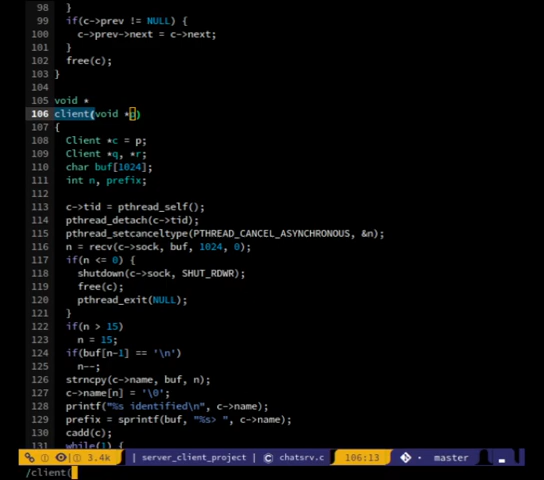 98 }
99 if(c->prev != NULL) {
100 c->prev->next = c->next;
101 }
102 free(c);
103 }
104
105 void *
106 client(void *p)
107 {
108 Client *c = p;
109 Client *q, *r;
110 char buf[1024];
111 int n, prefix;
112
113 c->tid = pthread_self();
114 pthread_detach(c->tid);
115 pthread_setcanceltype(PTHREAD_CANCEL_ASYNCHRONOUS, &n);
116 n = recv(c->sock, buf, 1024, 0);
117 if(n <= 0) {
118 shutdown(c->sock, SHUT_RDWR);
119 free(c);
120 pthread_exit(NULL);
121 }
122 if(n > 15)
123 n = 15;
124 if(buf[n-1] == '\n')
125 n--;
126 strncpy(c->name, buf, n);
127 c->name[n] = '\0';
128 printf("%s identified\n", c->name);
129 prefix = sprintf(buf, "%s> ", c->name);
130 cadd(c);
131 while(1) {
3.4k | server_client_project | chatsrv.c 106:13 master
/client(